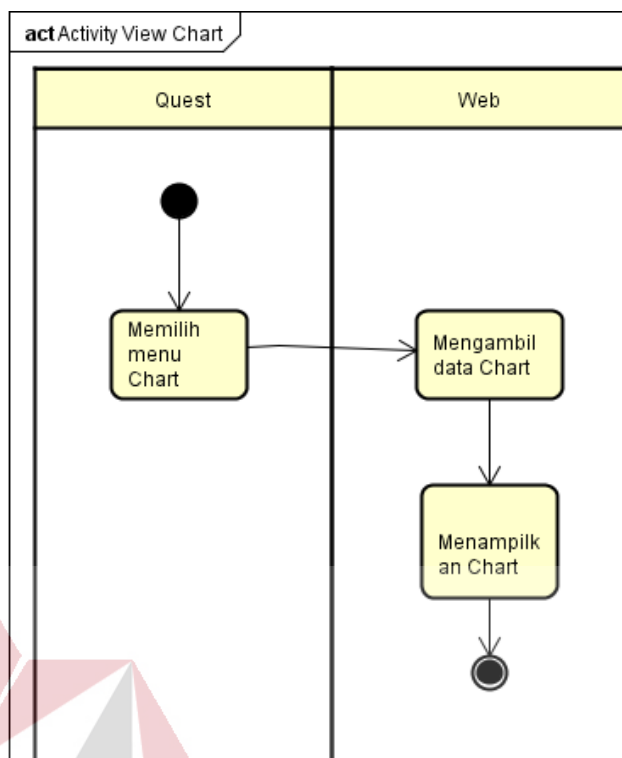 act Activity View Chart
Quest
Web
Memilih
menu
Chart
Mengambil
data Chart
Menampilk
an Chart